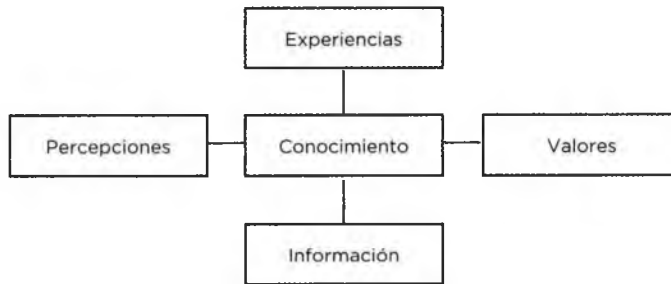 Experiencias
Percepciones
Conocimiento
Valores
Información